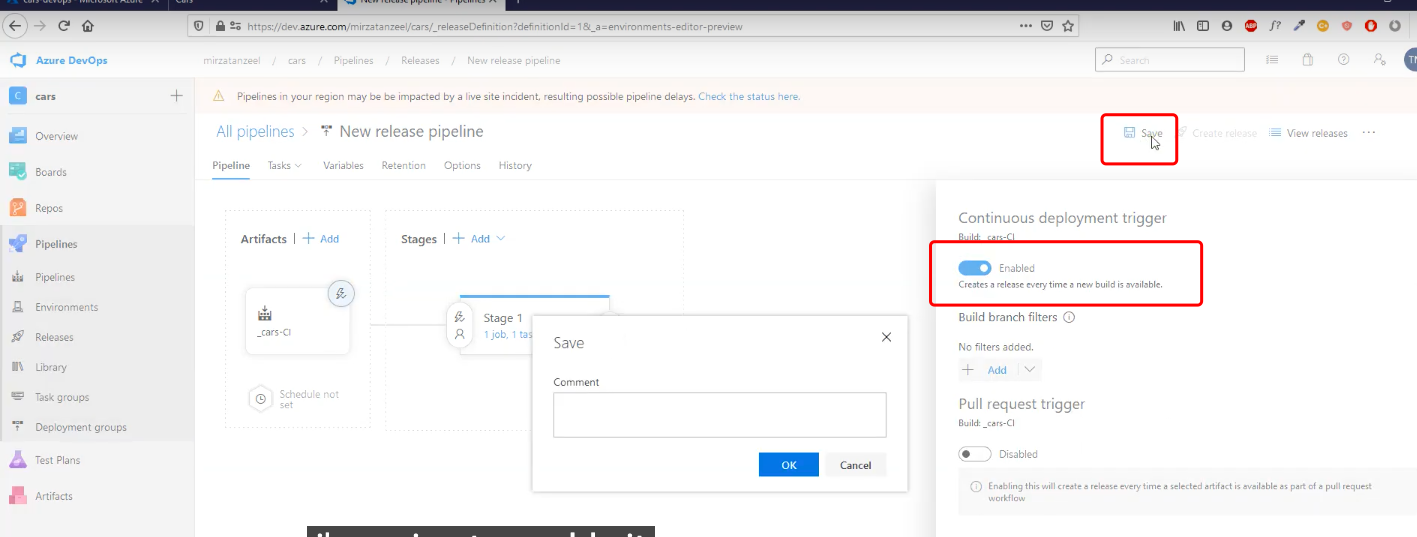 cars-devops - Microsoft Azure
Cars
New release pipeline - Pipelines
https://dev.azure.com/mirzatanzeel/cars/_releaseDefinition?definitionId=1&_a=environments-editor-preview
Azure DevOps
mirzatanzeel / cars / Pipelines / Releases / New release pipeline
Search
TM
C cars
Pipelines in your region may be be impacted by a live site incident, resulting possible pipeline delays. Check the status here.
All pipelines > New release pipeline
Save
Create release
View releases
Pipeline Tasks Variables Retention Options History
Overview
Boards
Repos
Pipelines
Pipelines
Environments
Releases
Library
Task groups
Deployment groups
Test Plans
Artifacts
Artifacts | + Add
Stages | + Add
_cars-CI
Schedule not
set
Stage 1
1 job, 1
Save
Comment
OK
Cancel
Continuous deployment trigger
Build: _cars-CI
Enabled
Creates a release every time a new build is available.
Build branch filters
No filters added.
+ Add
Pull request trigger
Build: _cars-CI
Disabled
Enabling this will create a release every time a selected artifact is available as part of a pull request
workflow